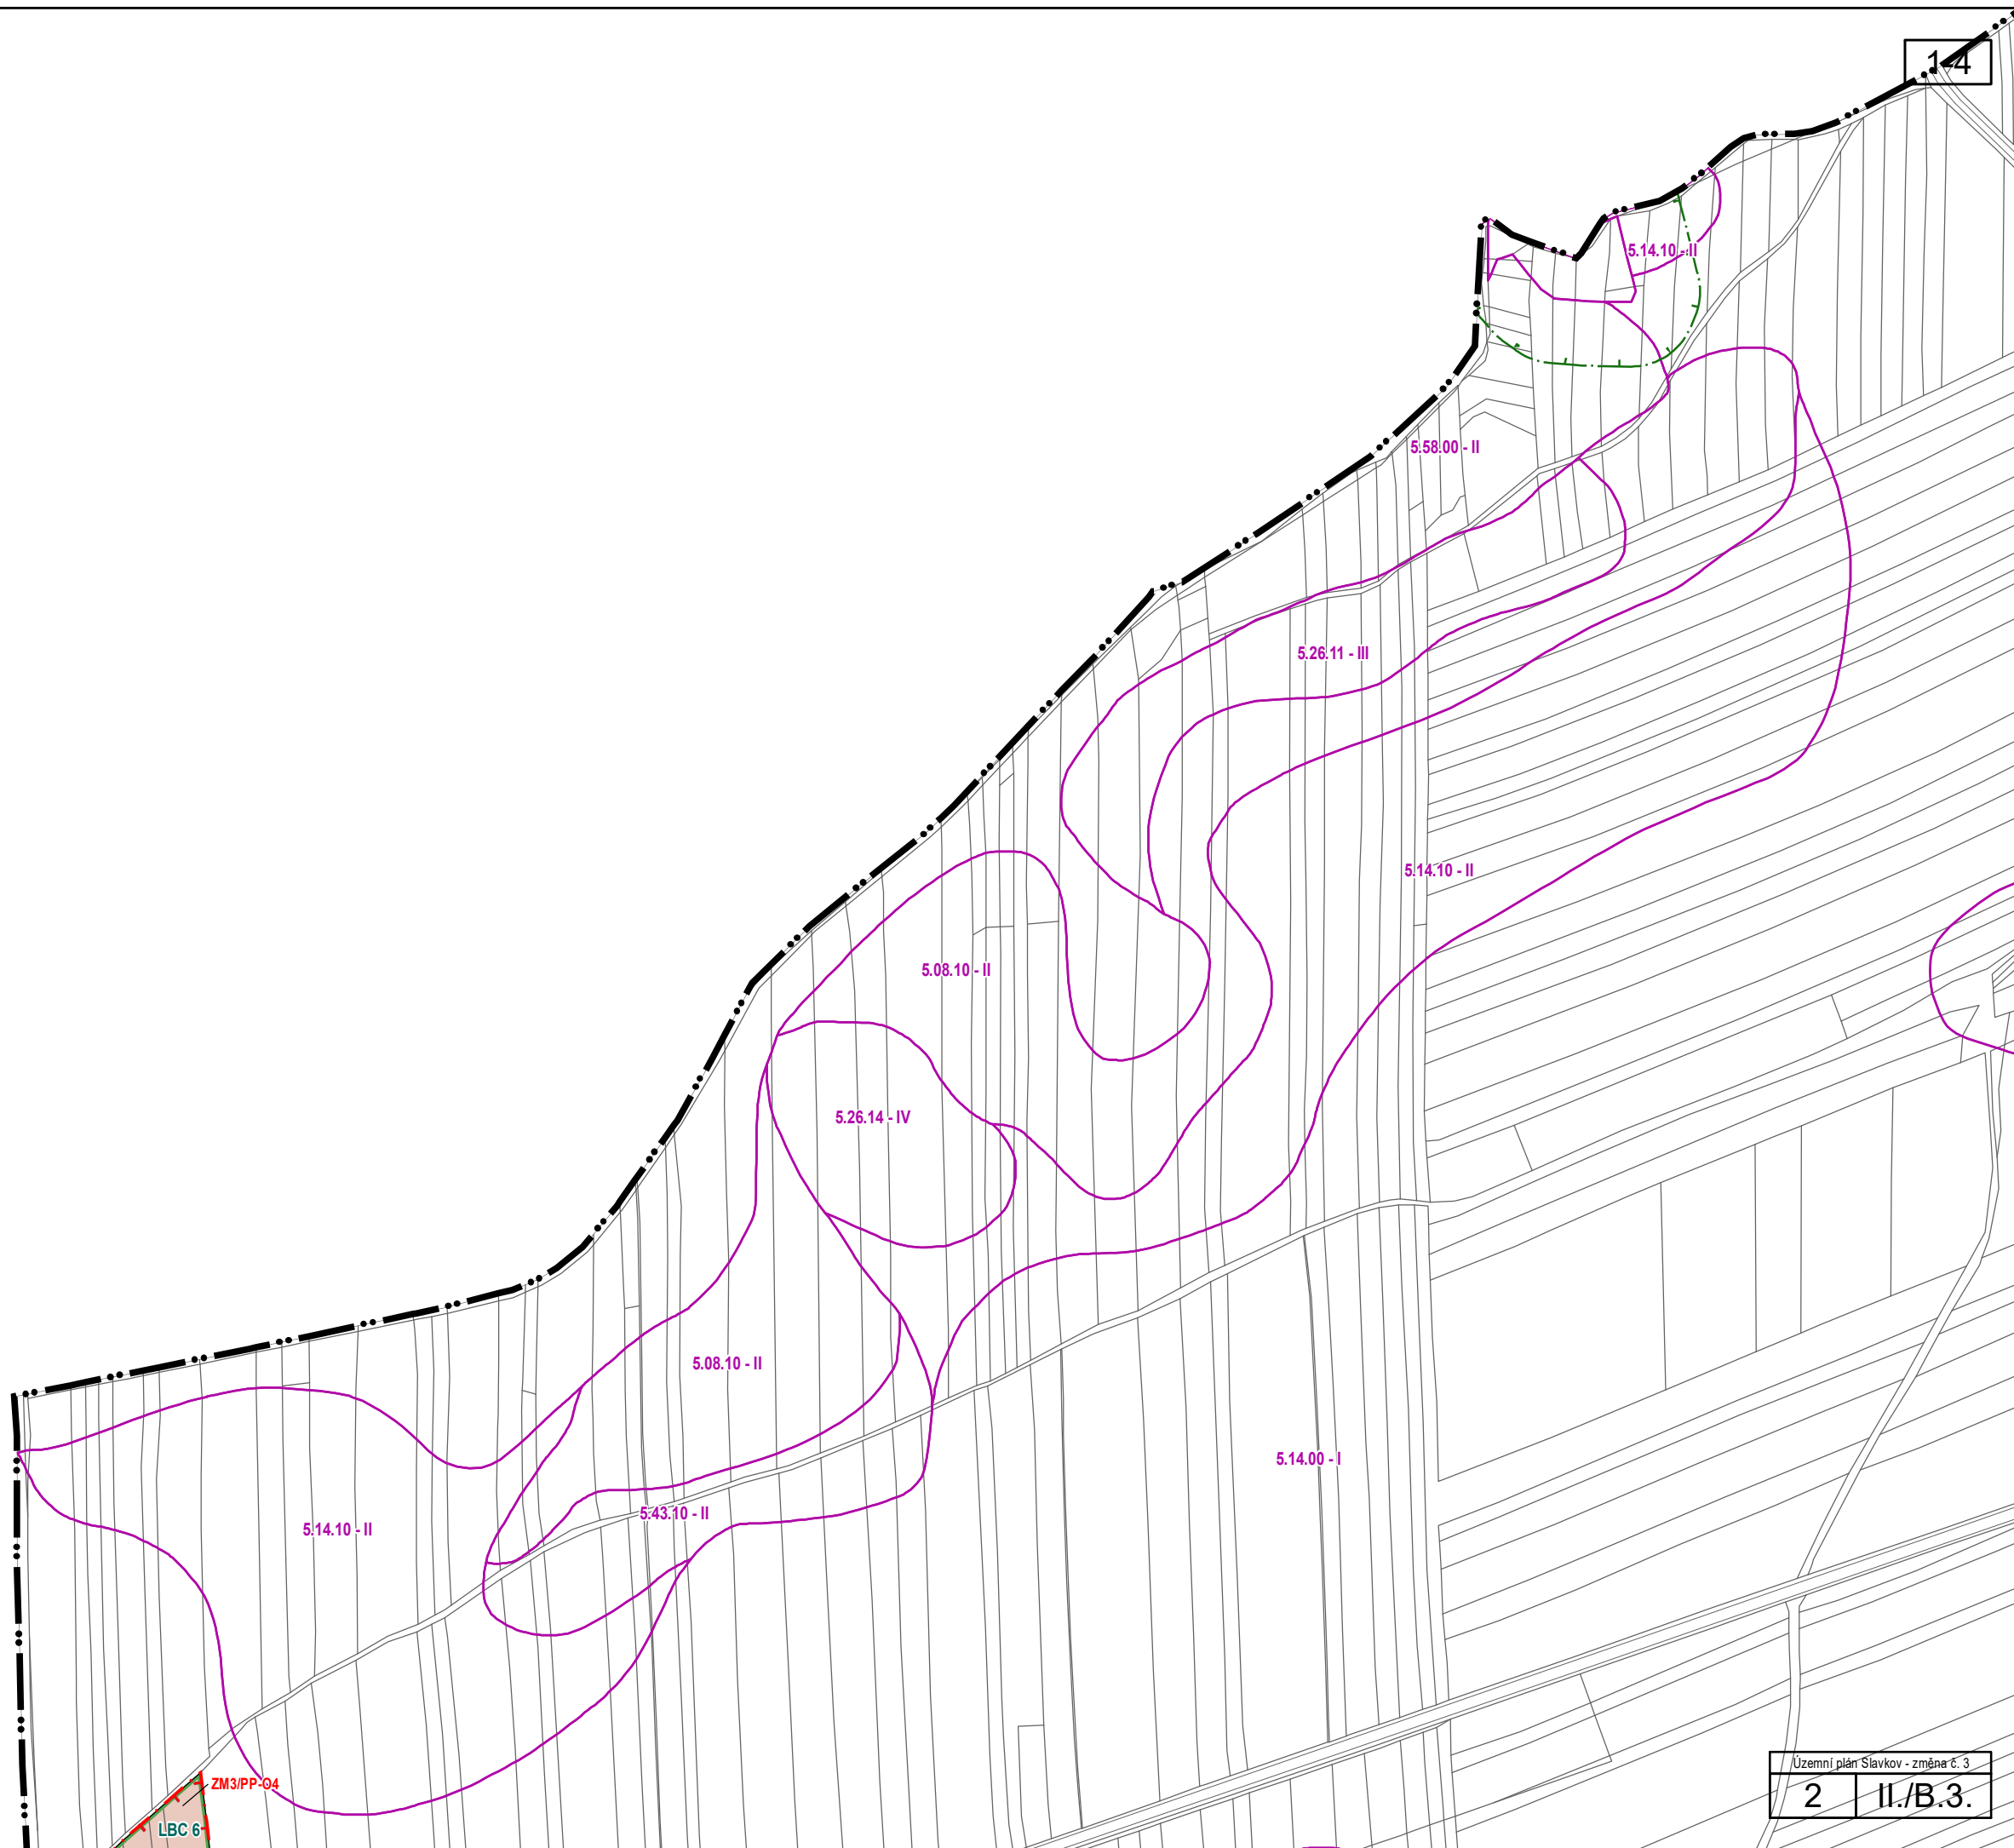 1-4
5.14.10 - II
5.58.00 - II
5.26.11 - III
5.14.10 - II
5.08.10 - II
5.26.14 - IV
5.08.10 - II
5.14.00 - I
5.43.10 - II
5.14.10 - II
ZM3/PP-O4
LBC 6
Územní plán Slavkov - změna č. 3
2 II./B.3.